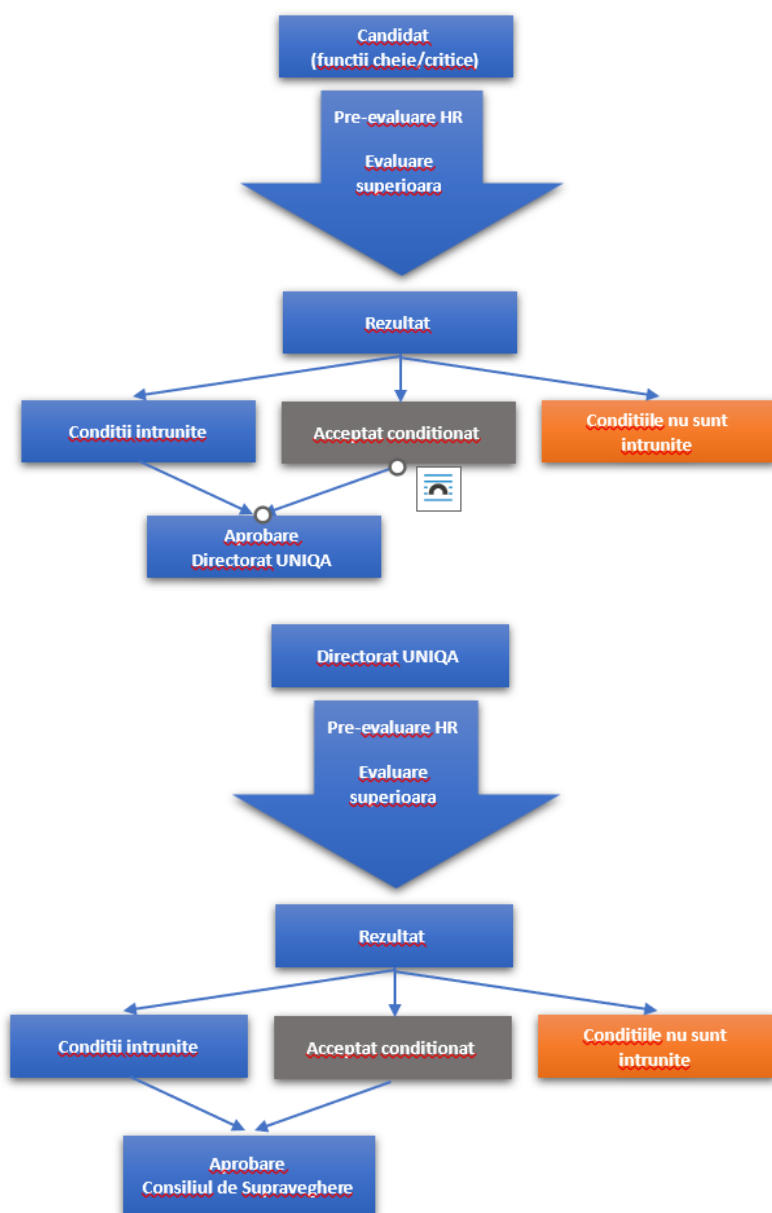 Candidat
(functii cheie/critice)
Pre-evaluare HR
Evaluare
superioara
Rezultat
Conditii intrunite
Acceptat conditionat
Conditiile nu sunt
intrunite
Aprobare
Directorat UNIQA
Directorat UNIQA
Pre-evaluare HR
Evaluare
superioara
Rezultat
Conditii intrunite
Acceptat conditionat
Conditiile nu sunt
intrunite
Aprobare
Consiliul de Supraveghere